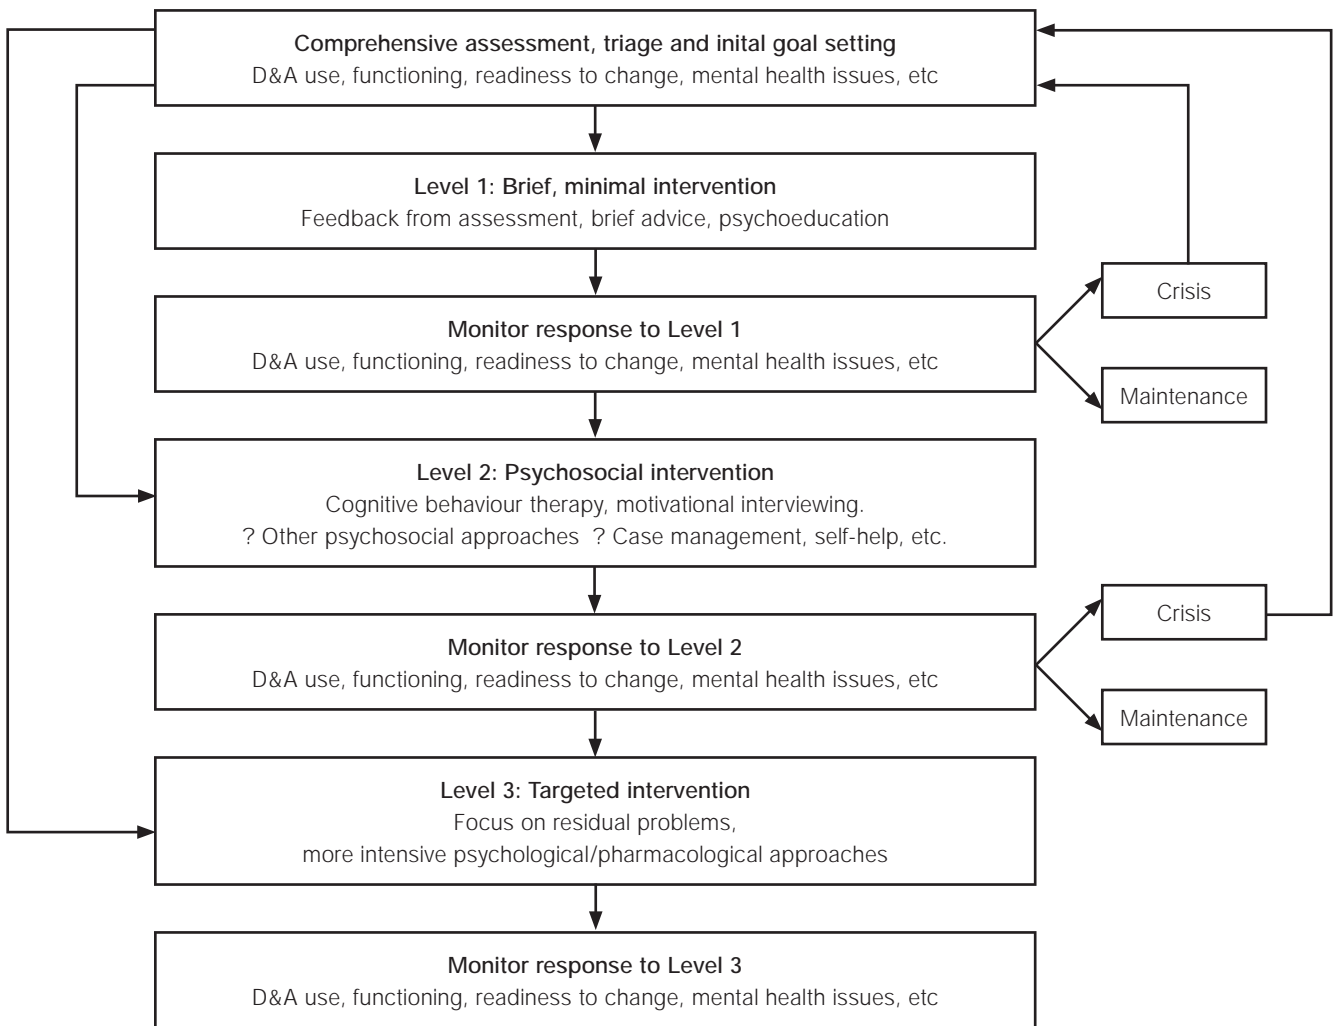 Comprehensive assessment, triage and inital goal setting
D&A use, functioning, readiness to change, mental health issues, etc
Level 1: Brief, minimal intervention
Feedback from assessment, brief advice, psychoeducation
Monitor response to Level 1
D&A use, functioning, readiness to change, mental health issues, etc
Crisis
Maintenance
Level 2: Psychosocial intervention
Cognitive behaviour therapy, motivational interviewing.
? Other psychosocial approaches ? Case management, self-help, etc.
Monitor response to Level 2
D&A use, functioning, readiness to change, mental health issues, etc
Crisis
Maintenance
Level 3: Targeted intervention
Focus on residual problems,
more intensive psychological/pharmacological approaches
Monitor response to Level 3
D&A use, functioning, readiness to change, mental health issues, etc